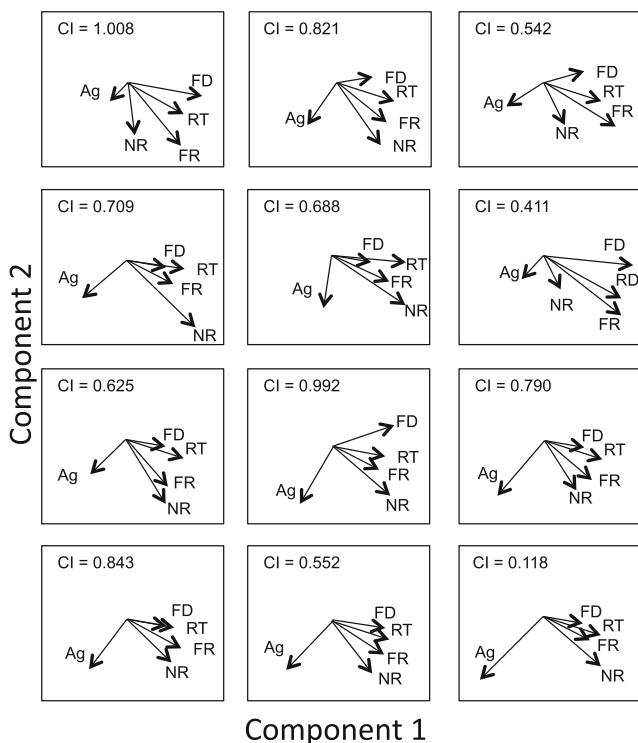 CI = 1.008
Ag
FD
RT
NR
FR
CI = 0.821
FD
RT
Ag
FR
NR
CI = 0.542
FD
RT
Ag
FR
NR
CI = 0.709
FD
RT
Ag
FR
NR
CI = 0.688
FD
RT
Ag
FR
NR
CI = 0.411
FD
Ag
RD
NR
FR
CI = 0.625
FD
RT
Ag
FR
NR
CI = 0.992
FD
RT
FR
Ag
NR
CI = 0.790
FD
RT
Ag
FR
NR
CI = 0.843
FD
RT
Ag
FR
NR
CI = 0.552
FD
RT
Ag
FR
NR
CI = 0.118
FD
RT
FR
Ag
NR
Component 2
Component 1